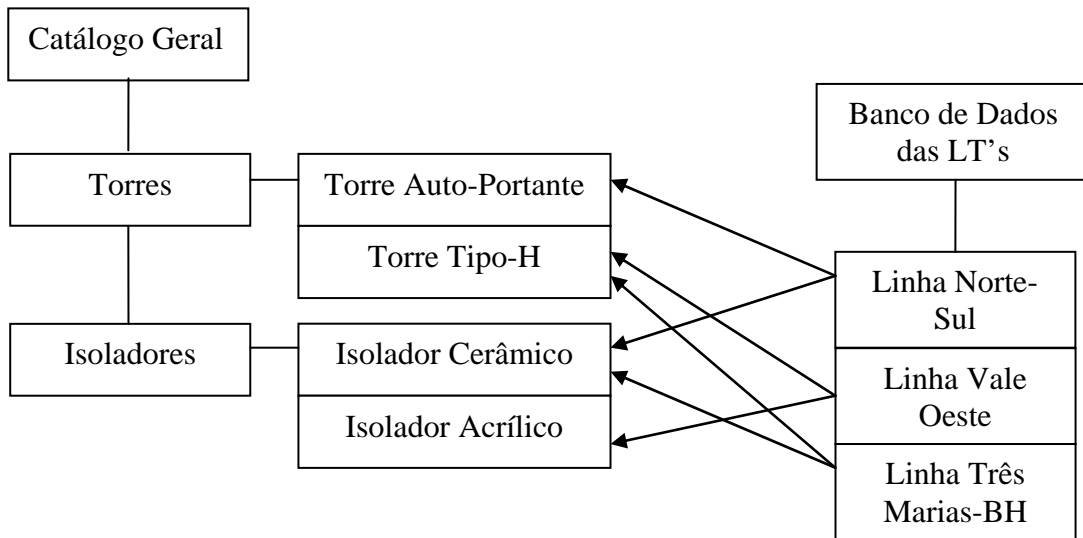 Catálogo Geral
Banco de Dados
das LT's
Torres
Torre Auto-Portante
Torre Tipo-H
Linha Norte-
Sul
Isoladores
Isolador Cerâmico
Isolador Acrílico
Linha Vale
Oeste
Linha Três
Marias-BH